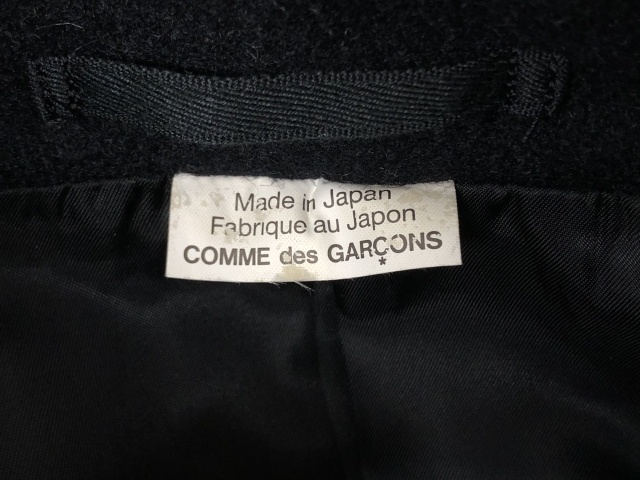 Made in Japan
Fabrique au Japon
COMME des GARÇONS
*